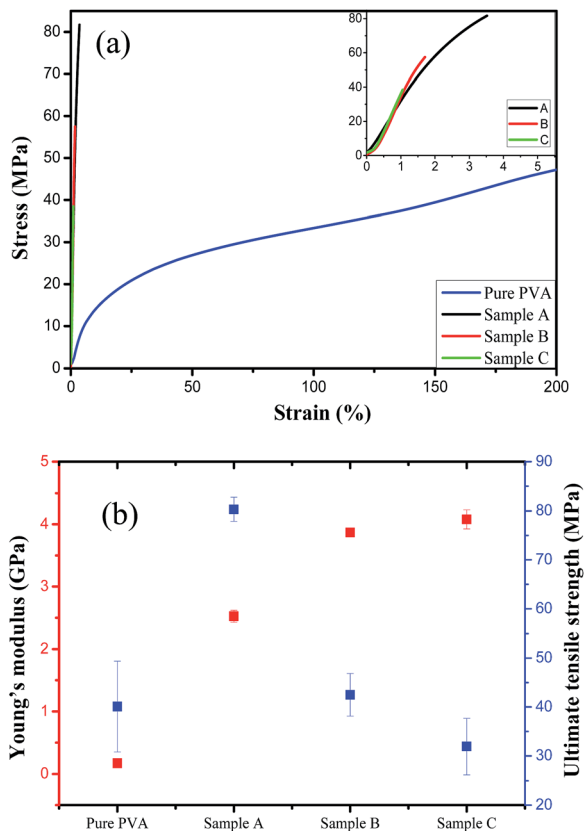 (a)
80
70
60
50
40
30
20
10
0
Stress (MPa)
0
50
100
150
200
Strain (%)
80
60
40
20
0
0
1
2
3
4
5
A
B
C
Pure PVA
Sample A
Sample B
Sample C
(b)
5
4
3
2
1
0
Young's modulus (GPa)
90
80
70
60
50
40
30
20
Ultimate tensile strength (MPa)
Pure PVA
Sample A
Sample B
Sample C